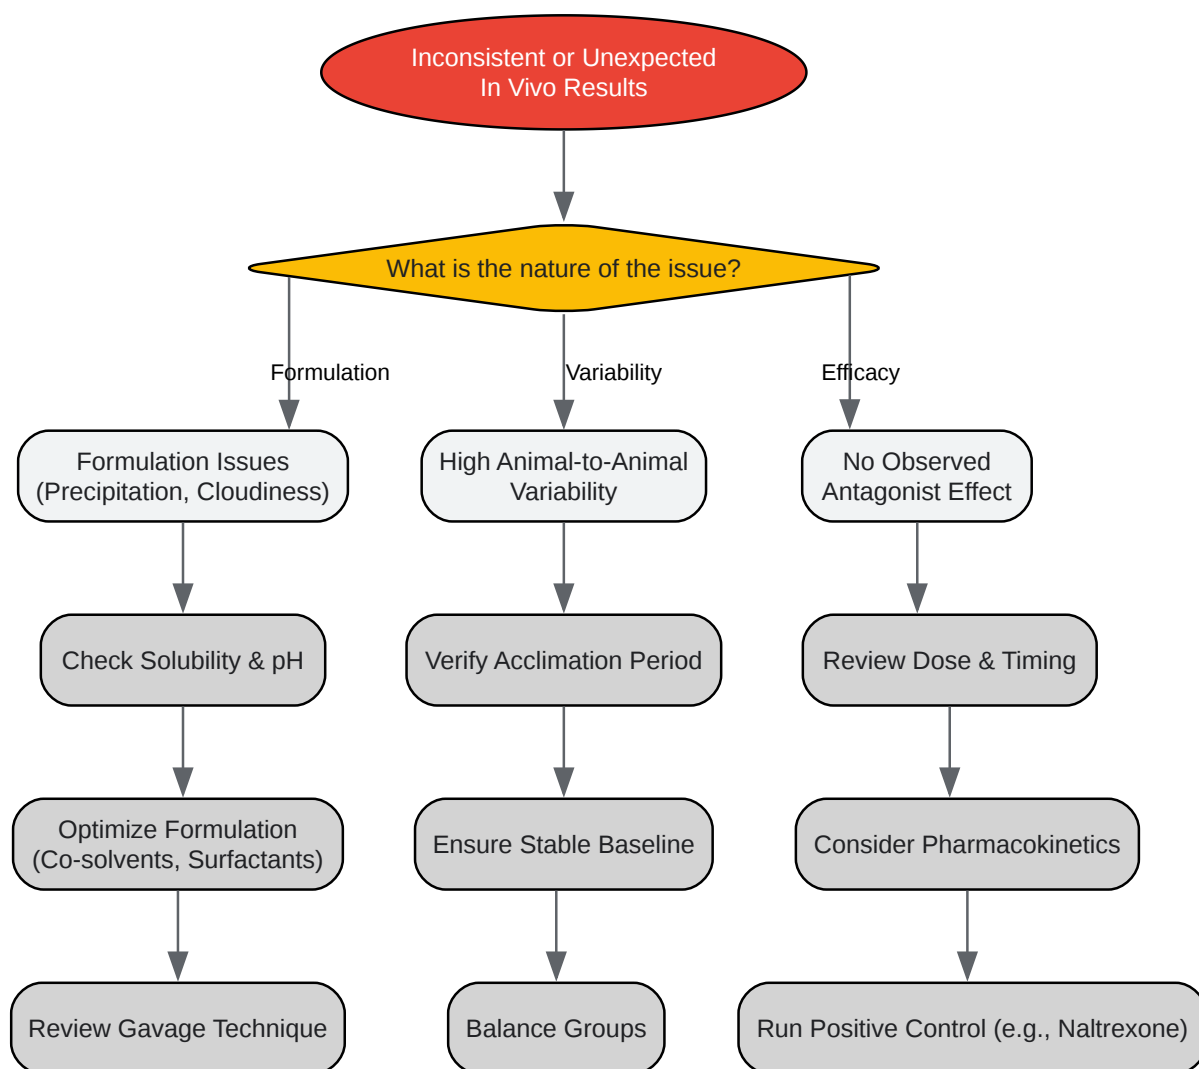 Inconsistent or Unexpected
In Vivo Results
What is the nature of the issue?
Formulation
Variability
Efficacy
Formulation Issues
(Precipitation, Cloudiness)
High Animal-to-Animal
Variability
No Observed
Antagonist Effect
Check Solubility & pH
Verify Acclimation Period
Review Dose & Timing
Optimize Formulation
(Co-solvents, Surfactants)
Ensure Stable Baseline
Consider Pharmacokinetics
Review Gavage Technique
Balance Groups
Run Positive Control (e.g., Naltrexone)